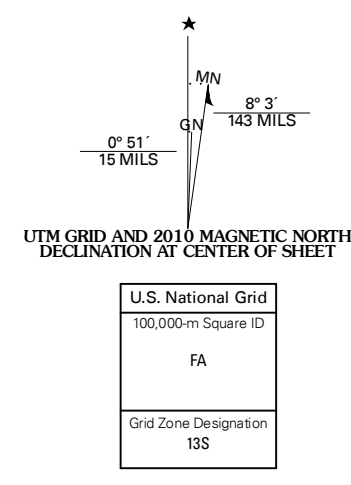 MN
GN
8° 3´
143 MILS
0° 51´
15 MILS
UTM GRID AND 2010 MAGNETIC NORTH
DECLINATION AT CENTER OF SHEET
U.S. National Grid
100,000-m Square ID
FA
Grid Zone Designation
13S